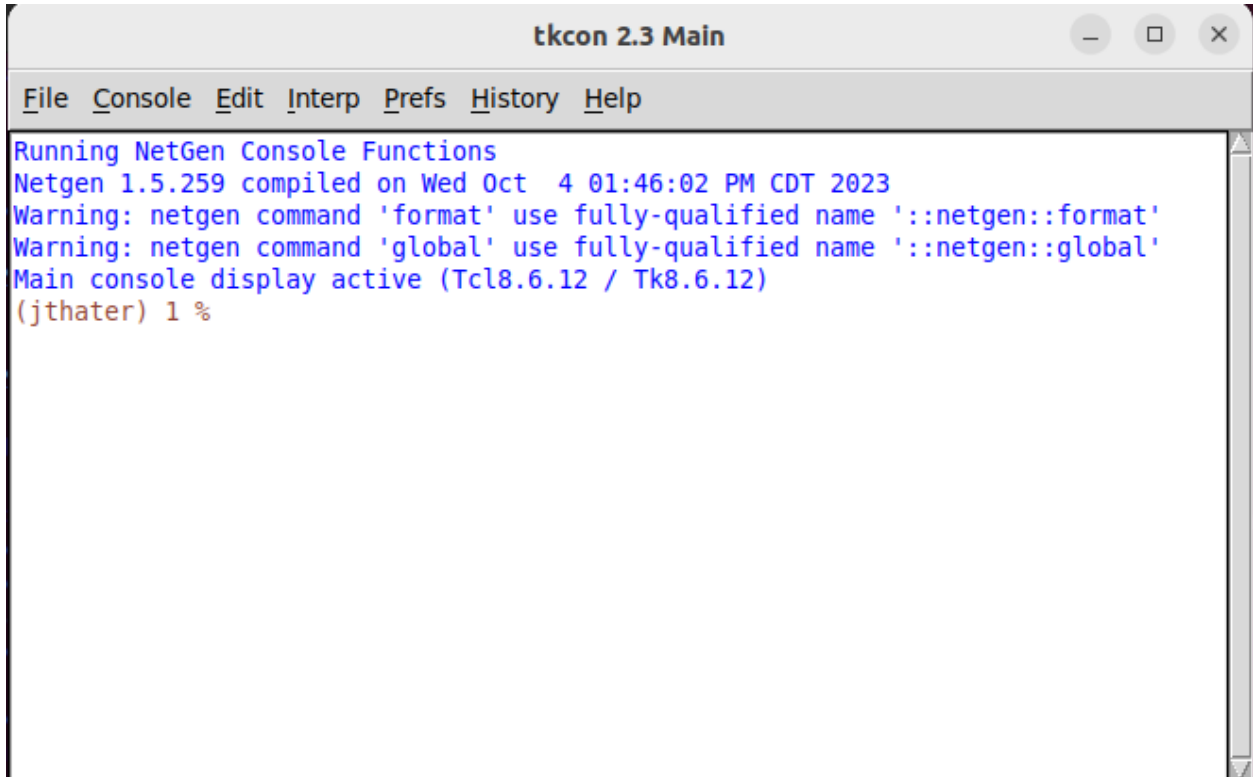 tkcon 2.3 Main
File Console Edit Interp Prefs History Help
Running NetGen Console Functions
Netgen 1.5.259 compiled on Wed Oct  4 01:46:02 PM CDT 2023
Warning: netgen command 'format' use fully-qualified name '::netgen::format'
Warning: netgen command 'global' use fully-qualified name '::netgen::global'
Main console display active (Tcl8.6.12 / Tk8.6.12)
(jthater) 1 %